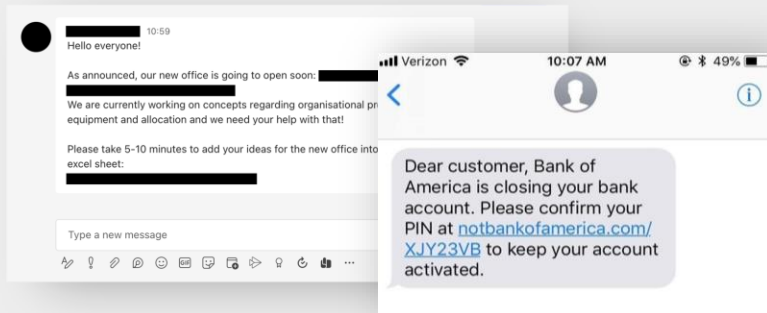 10:59
Hello everyone!
As announced, our new office is going to open soon:
We are currently working on concepts regarding organisational
equipment and allocation and we need your help with that!
Please take 5-10 minutes to add your ideas for the new office into
excel sheet:
Type a new message
GIF
Verizon
10:07 AM
49%
Dear customer, Bank of
America is closing your bank
account. Please confirm your
PIN at notbankofamerica.com/
XJY23VB to keep your account
activated.